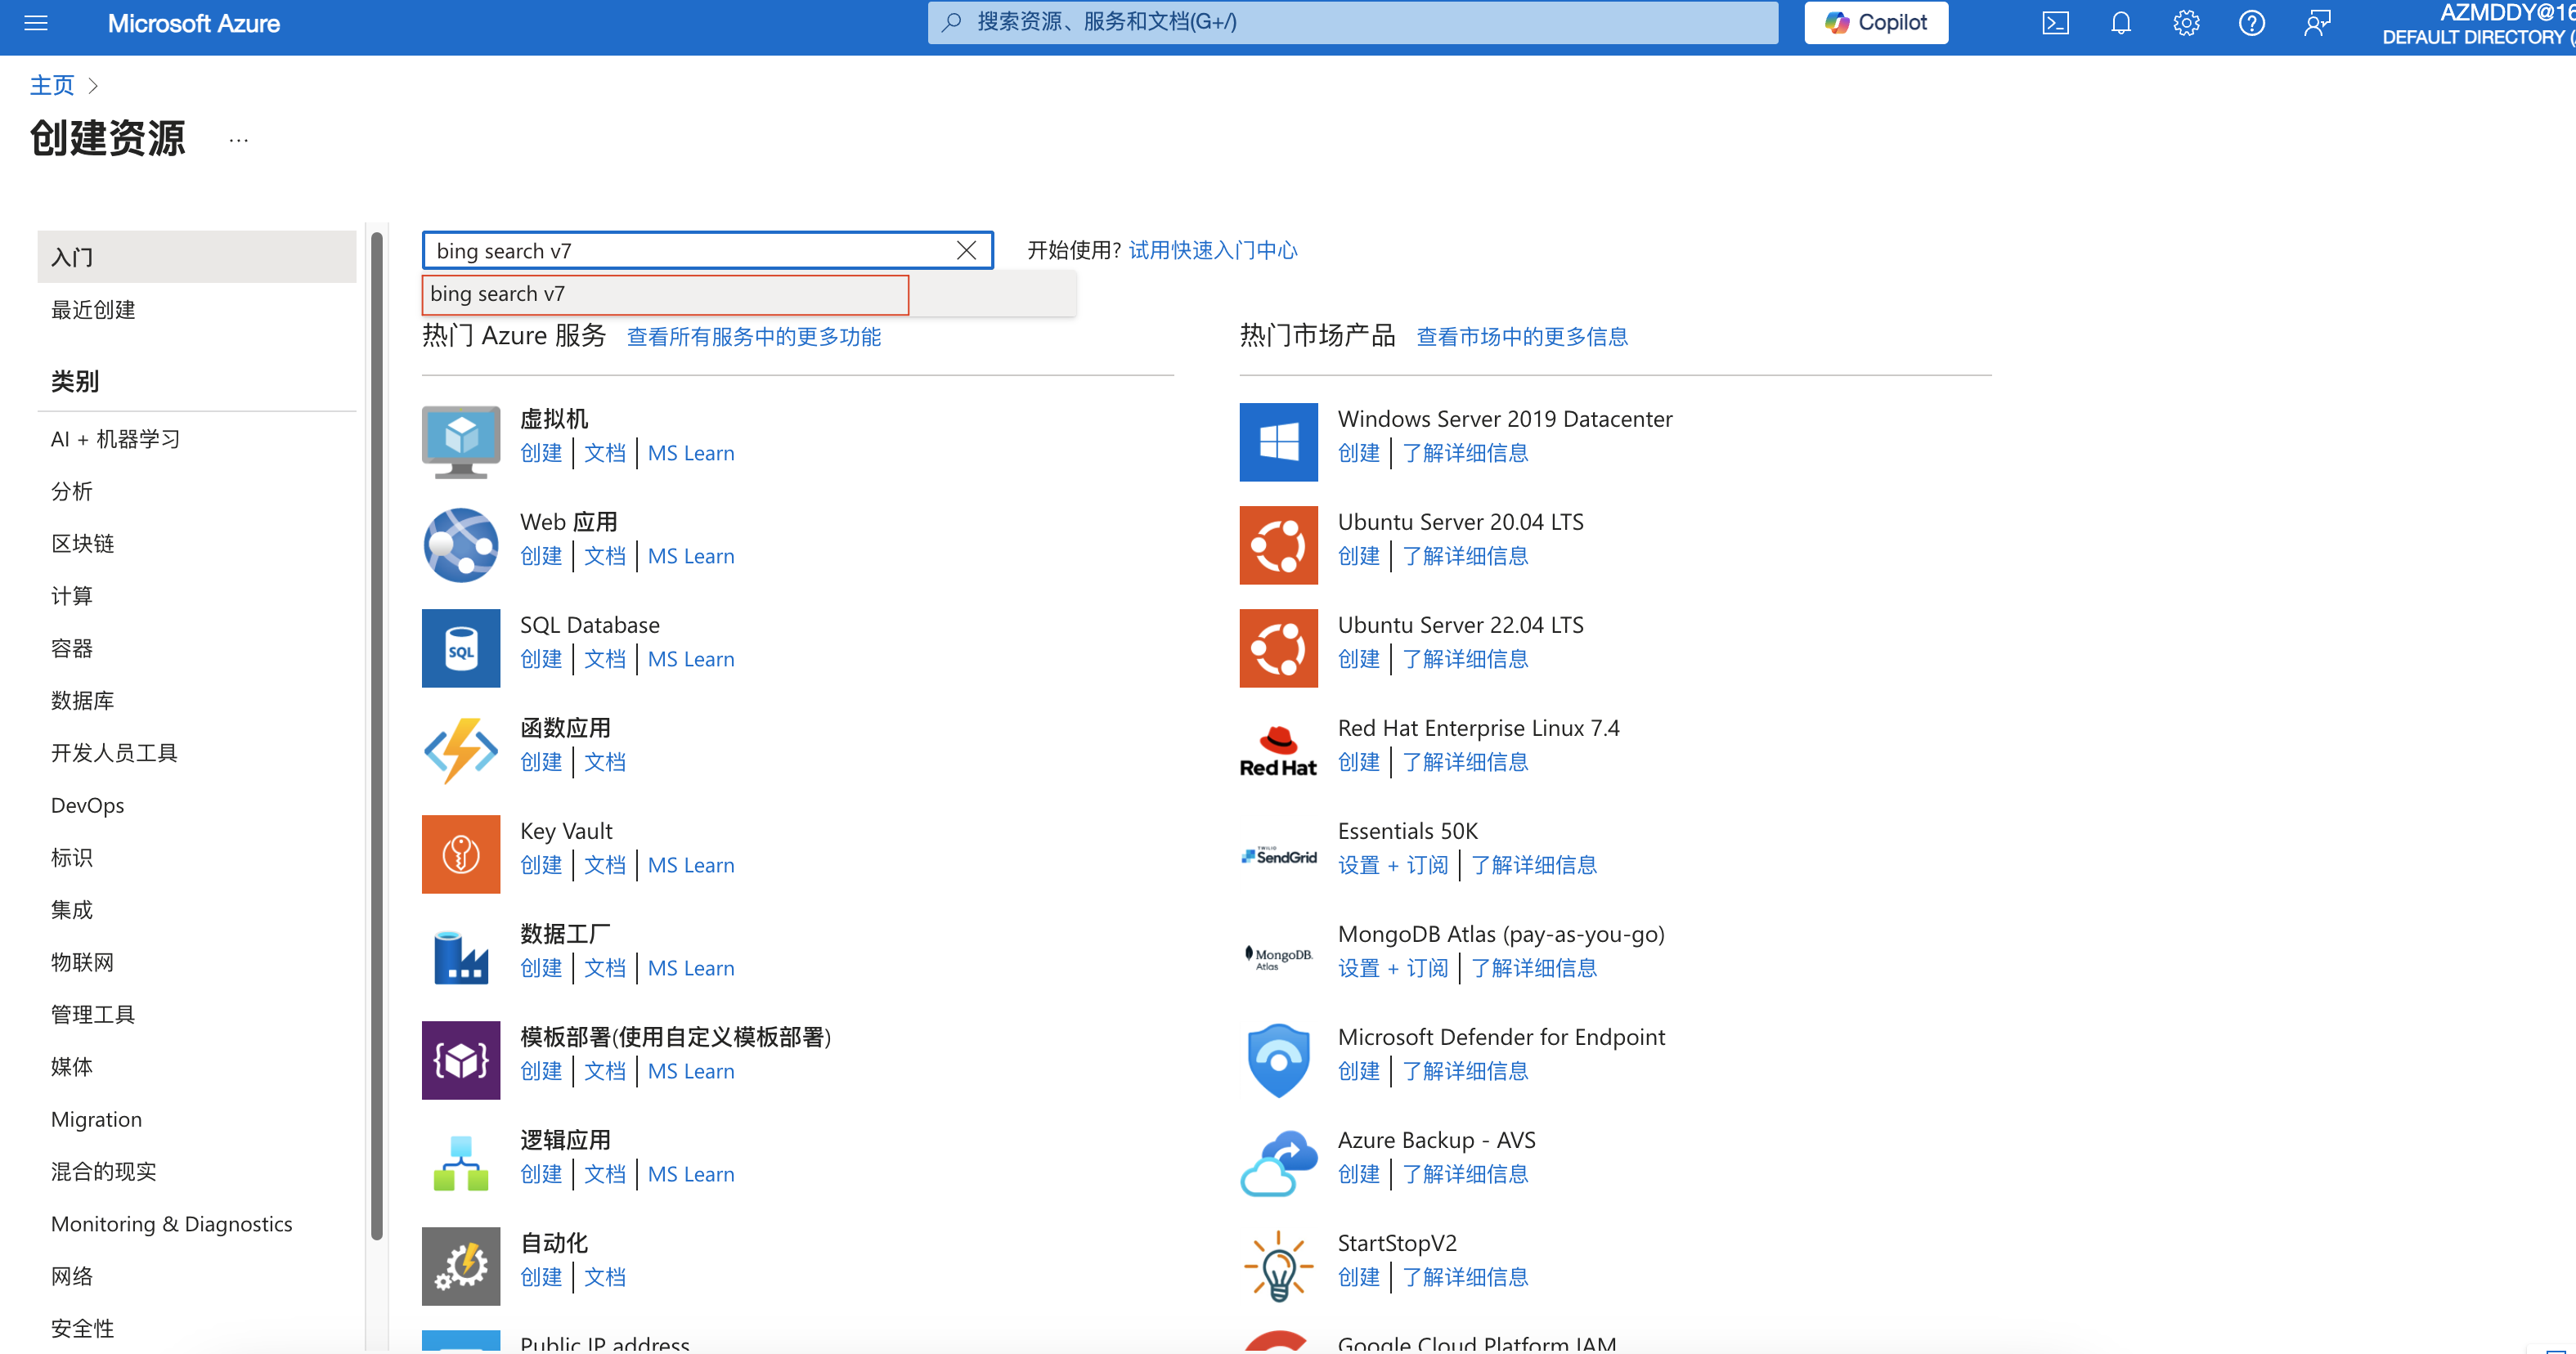 Microsoft Azure
搜索资源、服务和文档(G+/)
Copilot
AZMDDY@16
DEFAULT DIRECTORY (
主页
创建资源
...
入门
最近创建
类别
AI + 机器学习
分析
区块链
计算
容器
数据库
开发人员工具
DevOps
标识
集成
物联网
管理工具
媒体
Migration
混合的现实
Monitoring & Diagnostics
网络
安全性
bing search v7
开始使用? 试用快速入门中心
bing search v7
热门 Azure 服务 查看所有服务中的更多功能
虚拟机
创建 | 文档 | MS Learn
Web 应用
创建 | 文档 | MS Learn
SQL
SQL Database
创建 | 文档 | MS Learn
函数应用
创建 | 文档
Key Vault
创建 | 文档 | MS Learn
数据工厂
创建 | 文档 | MS Learn
模板部署(使用自定义模板部署)
创建 | 文档 | MS Learn
逻辑应用
创建 | 文档 | MS Learn
自动化
创建 | 文档
Public IP address
热门市场产品 查看市场中的更多信息
Windows Server 2019 Datacenter
创建 | 了解详细信息
Ubuntu Server 20.04 LTS
创建 | 了解详细信息
Ubuntu Server 22.04 LTS
创建 | 了解详细信息
Red Hat
Red Hat Enterprise Linux 7.4
创建 | 了解详细信息
TWILIO
SendGrid
Essentials 50K
设置 + 订阅 | 了解详细信息
MongoDB.
Atlas
MongoDB Atlas (pay-as-you-go)
设置 + 订阅 | 了解详细信息
Microsoft Defender for Endpoint
创建 | 了解详细信息
Azure Backup - AVS
创建 | 了解详细信息
StartStopV2
创建 | 了解详细信息
Google Cloud Platform IAM